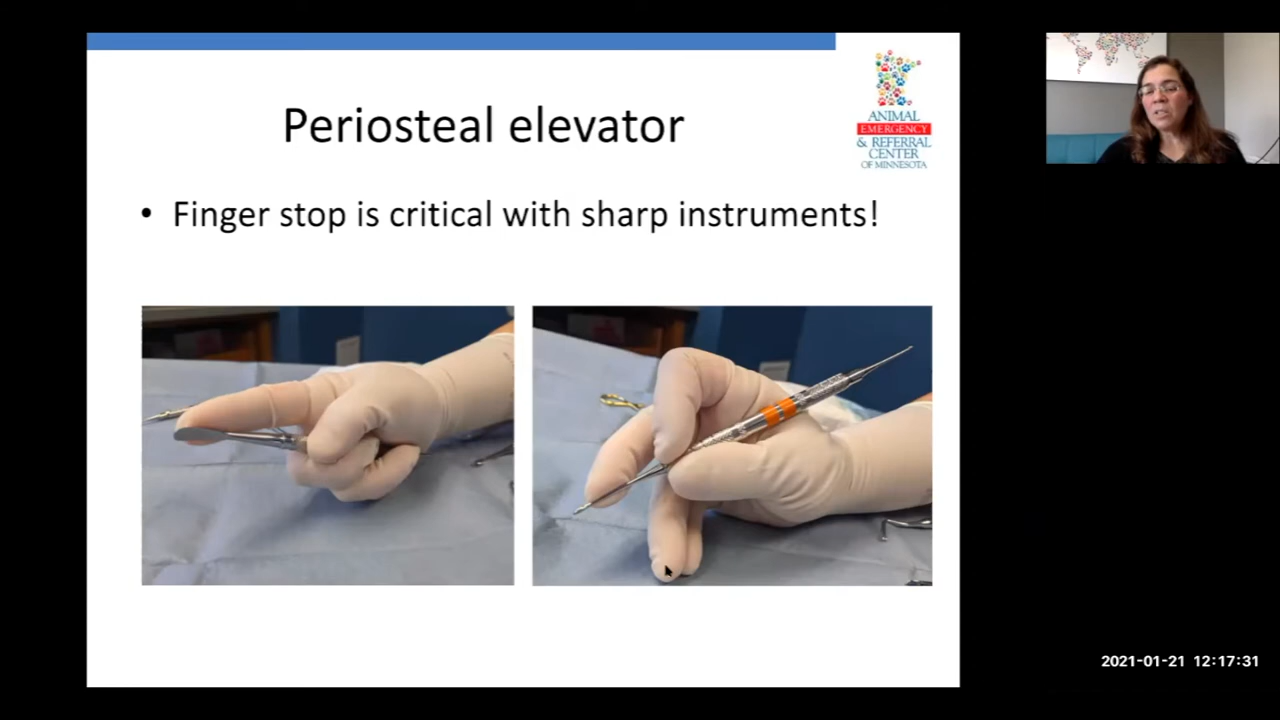 Periosteal elevator
ANIMAL
EMERGENCY
& REFERRAL
CENTER
OF MINNESOTA
• Finger stop is critical with sharp instruments!
2021-01-21 12:17:31